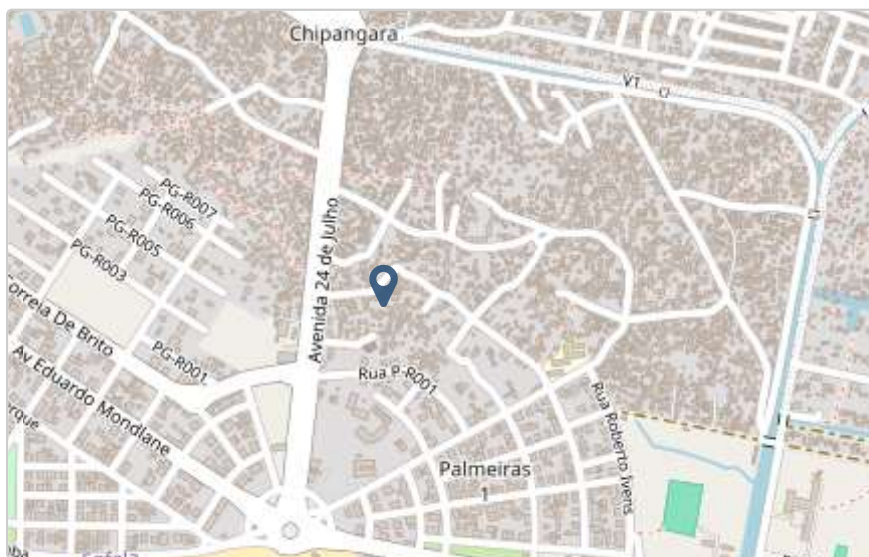 Chipangara
V1
PG-R007
PG-R006
PG-R005
PG-R003
Avenida 24 de Julho
Correia De Brito
PG-R001
Rua P-R001
Av Eduardo Mondlane
Rua Roberto Ivens
Palmeiras
1